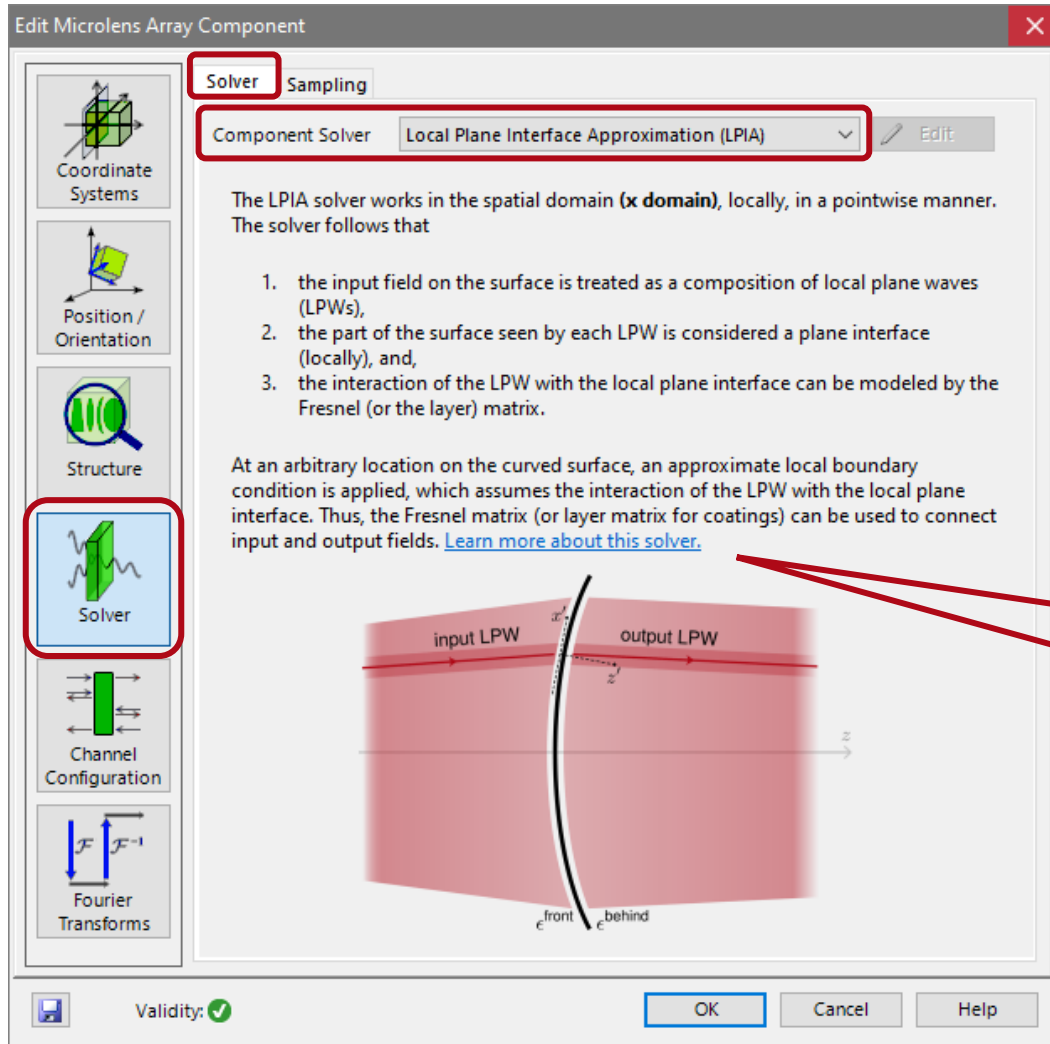 Edit Microlens Array Component
Coordinate
Systems
Position /
Orientation
Structure
Solver
Channel
Configuration
ℱ ℱ⁻¹
Fourier
Transforms
Solver Sampling
Component Solver Local Plane Interface Approximation (LPIA) Edit
The LPIA solver works in the spatial domain (x domain), locally, in a pointwise manner.
The solver follows that
1. the input field on the surface is treated as a composition of local plane waves
(LPWs),
2. the part of the surface seen by each LPW is considered a plane interface
(locally), and,
3. the interaction of the LPW with the local plane interface can be modeled by the
Fresnel (or the layer) matrix.
At an arbitrary location on the curved surface, an approximate local boundary
condition is applied, which assumes the interaction of the LPW with the local plane
interface. Thus, the Fresnel matrix (or layer matrix for coatings) can be used to connect
input and output fields. Learn more about this solver.
x′
input LPW output LPW
z′
z
ϵfront ϵbehind
Validity: OK Cancel Help